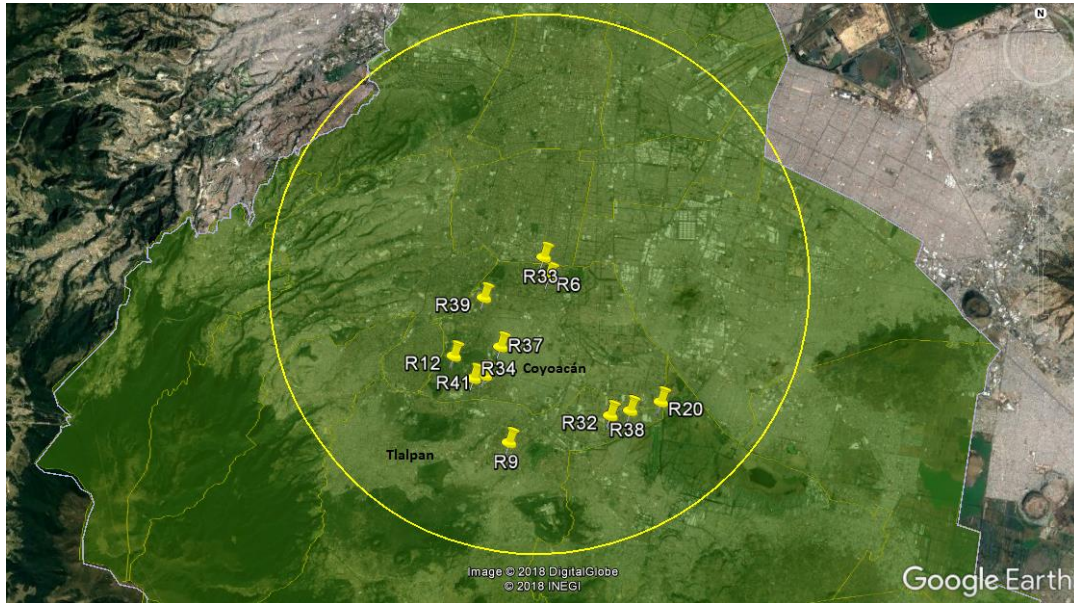 N
R33
R6
R39
R37
R12
R34
R41
Coyoacán
R20
R32
R38
R9
Tlalpan
Image © 2018 DigitalGlobe
© 2018 INEGI
Google Earth